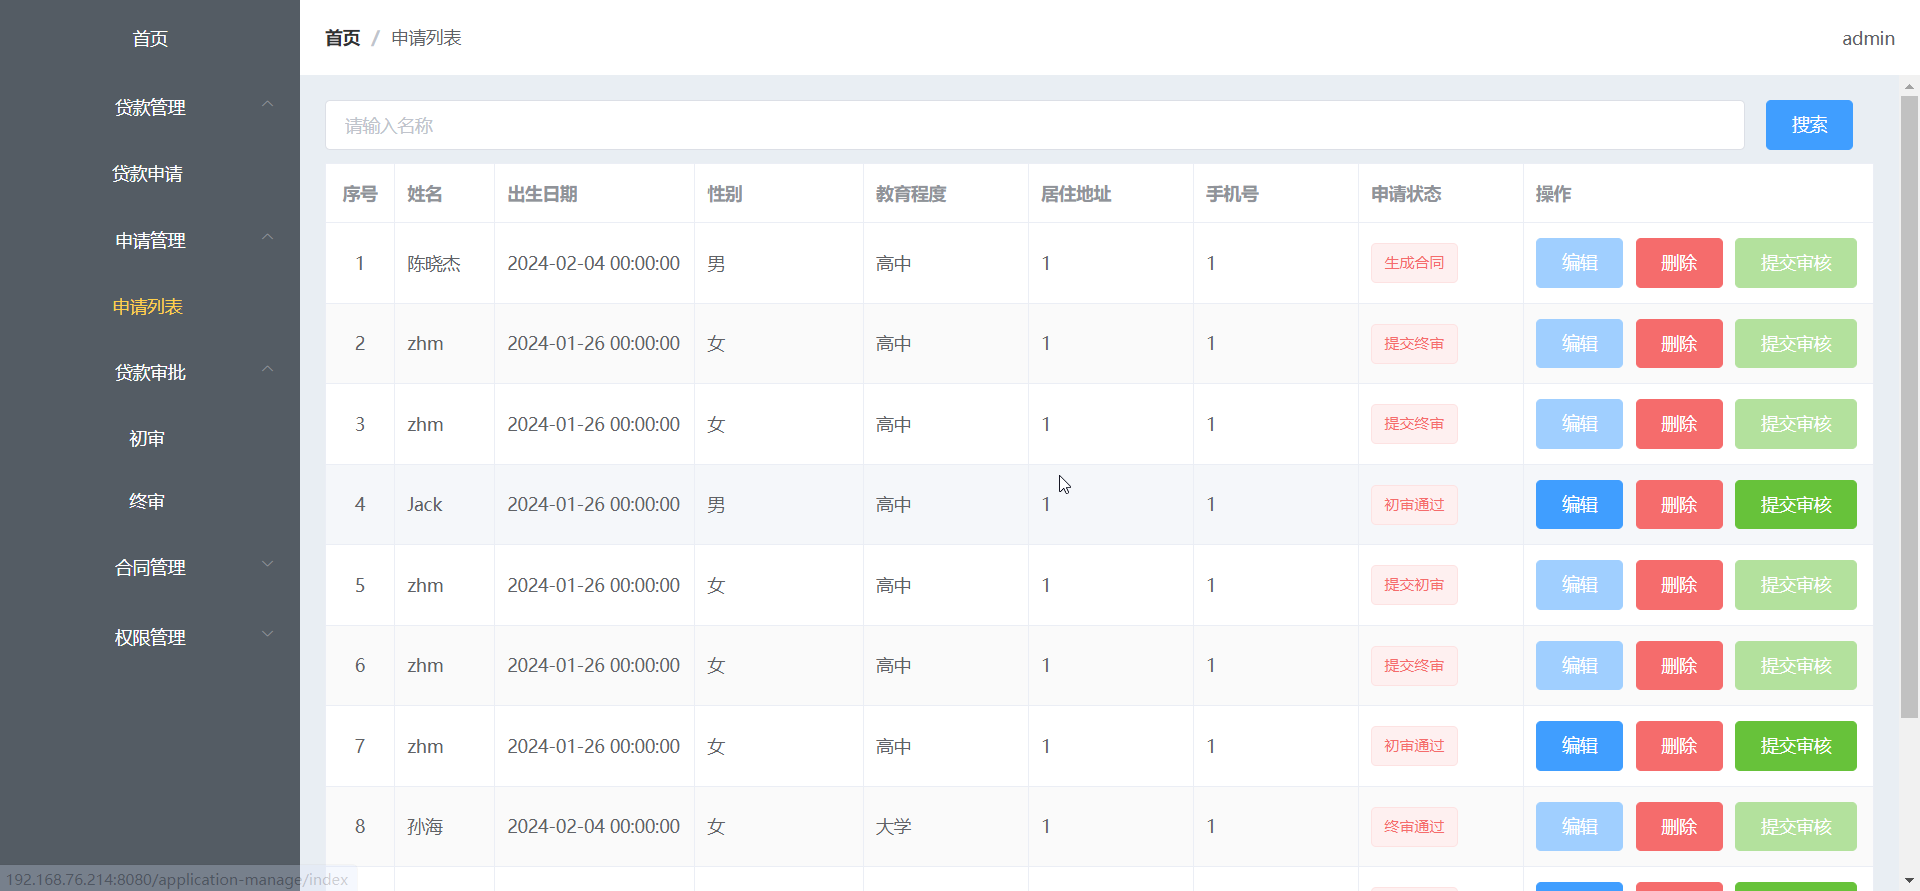 首页
贷款管理
贷款申请
申请管理
申请列表
贷款审批
初审
终审
合同管理
权限管理
首页 / 申请列表
admin
请输入名称
搜索
序号 姓名 出生日期 性别 教育程度 居住地址 手机号 申请状态 操作
1 陈晓杰 2024-02-04 00:00:00 男 高中 1 1 生成合同 编辑 删除 提交审核
2 zhm 2024-01-26 00:00:00 女 高中 1 1 提交终审 编辑 删除 提交审核
3 zhm 2024-01-26 00:00:00 女 高中 1 1 提交终审 编辑 删除 提交审核
4 Jack 2024-01-26 00:00:00 男 高中 1 1 初审通过 编辑 删除 提交审核
5 zhm 2024-01-26 00:00:00 女 高中 1 1 提交初审 编辑 删除 提交审核
6 zhm 2024-01-26 00:00:00 女 高中 1 1 提交终审 编辑 删除 提交审核
7 zhm 2024-01-26 00:00:00 女 高中 1 1 初审通过 编辑 删除 提交审核
8 孙海 2024-02-04 00:00:00 女 大学 1 1 终审通过 编辑 删除 提交审核
192.168.76.214:8080/application-manage/index